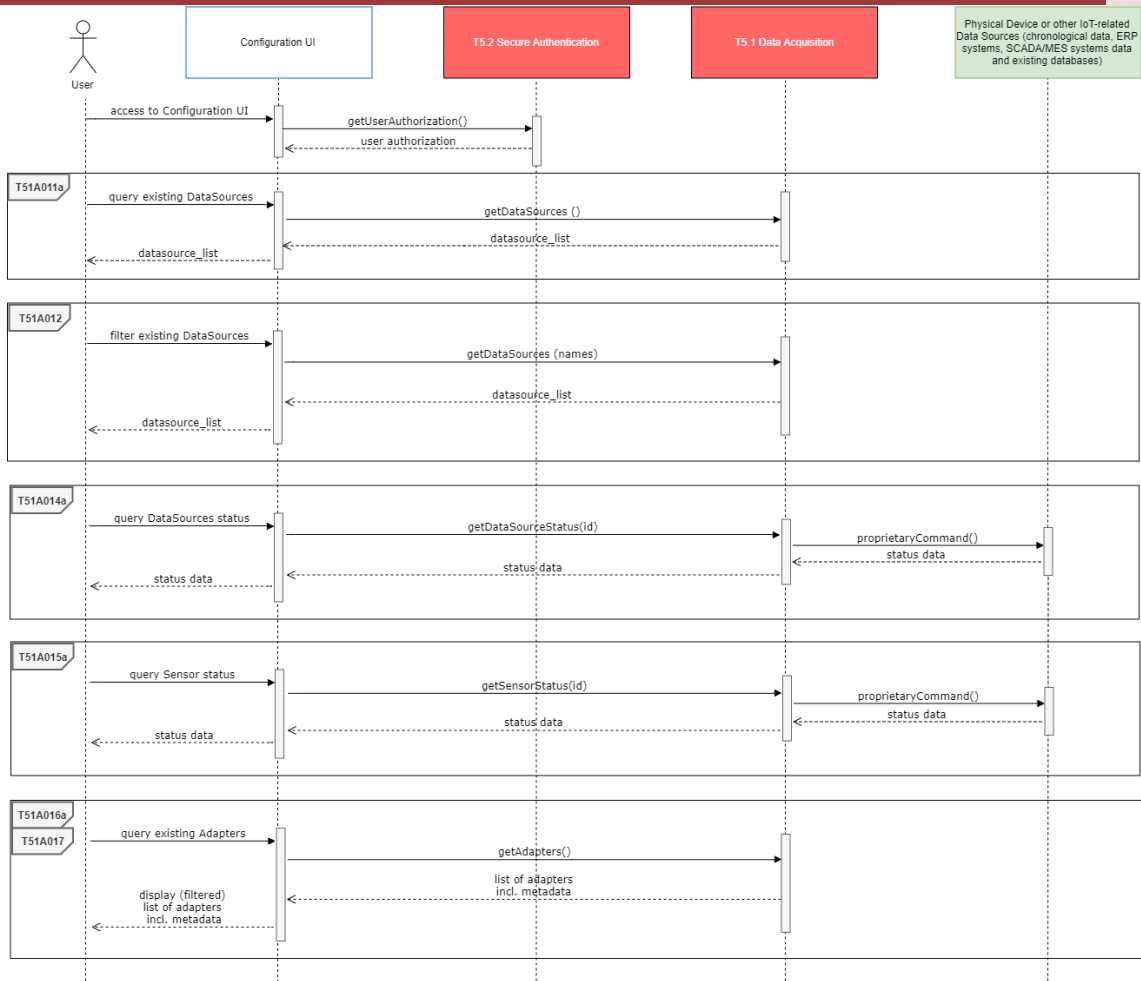 Configuration UI
T5.2 Secure Authentication
T5.1 Data Acquisition
Physical Device or other IoT-related
Data Sources (chronological data, ERP
systems, SCADA/MES systems data
and existing databases)
User
access to Configuration UI
getUserAuthorization()
user authorization
T51A011a
query existing DataSources
getDataSources ()
datasource_list
datasource_list
T51A012
filter existing DataSources
getDataSources (names)
datasource_list
datasource_list
T51A014a
query DataSources status
getDataSourceStatus(id)
proprietaryCommand()
status data
status data
status data
T51A015a
query Sensor status
getSensorStatus(id)
proprietaryCommand()
status data
status data
status data
T51A016a
T51A017
query existing Adapters
getAdapters()
list of adapters
incl. metadata
display (filtered)
list of adapters
incl. metadata